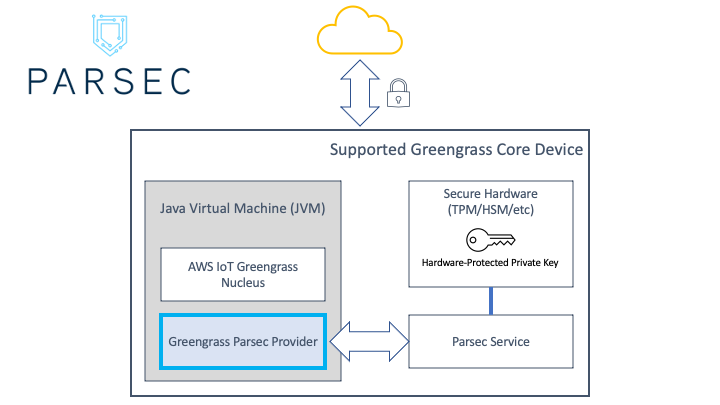 PARSEC
Supported Greengrass Core Device
Java Virtual Machine (JVM)
AWS IoT Greengrass
Nucleus
Greengrass Parsec Provider
Secure Hardware
(TPM/HSM/etc)
Hardware-Protected Private Key
Parsec Service